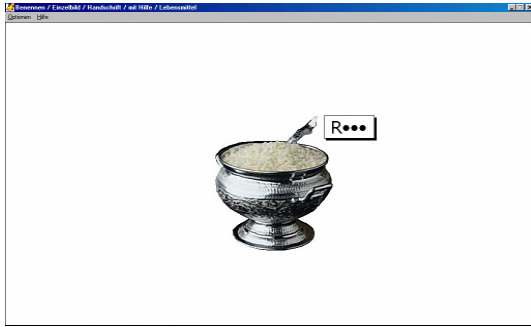 Benennen / Einzelbild / Handschrift / mit Hilfe / Lebensmittel
Optionen Hilfe
R●●●